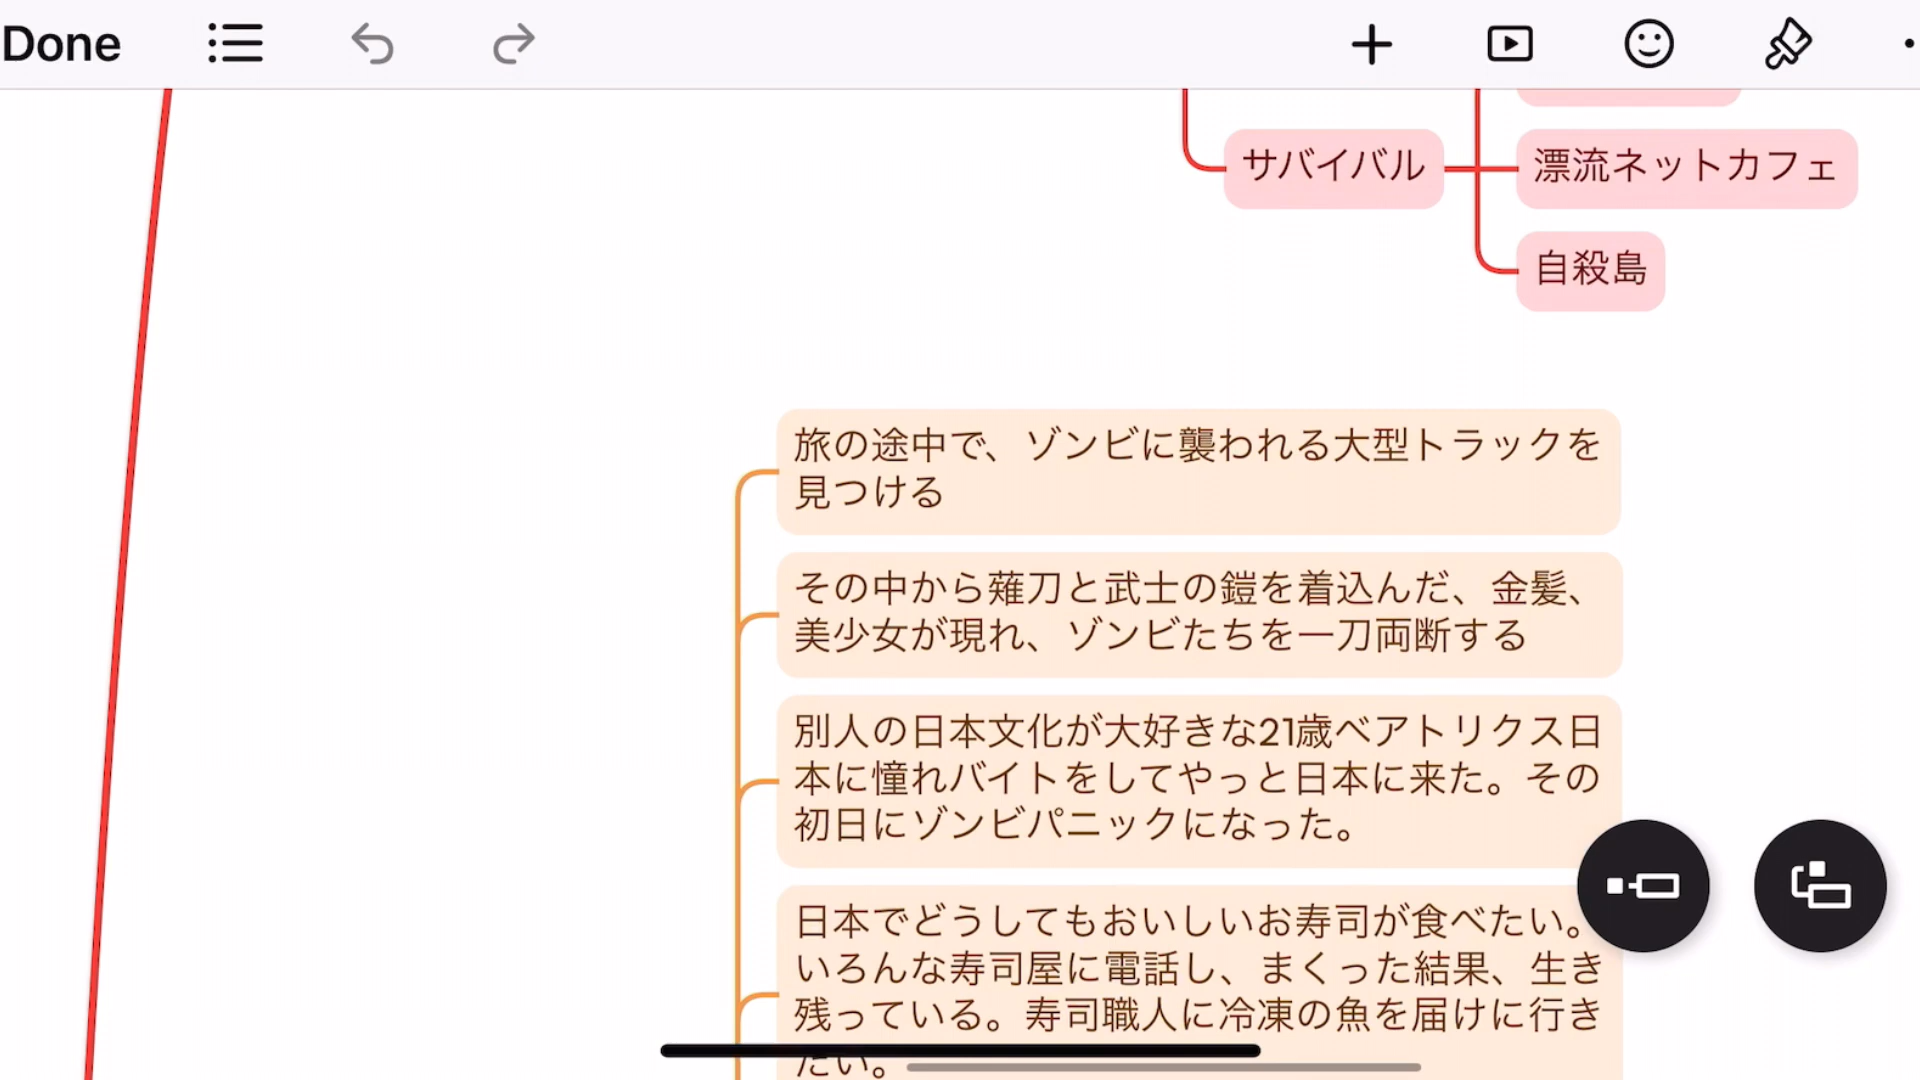 Done
サバイバル
漂流ネットカフェ
自殺島
旅の途中で、ゾンビに襲われる大型トラックを
見つける
その中から薙刀と武士の鎧を着込んだ、金髪、
美少女が現れ、ゾンビたちを一刀両断する
別人の日本文化が大好きな21歳ベアトリクス日
本に憧れバイトをしてやっと日本に来た。その
初日にゾンビパニックになった。
日本でどうしてもおいしいお寿司が食べたい。
いろんな寿司屋に電話し、まくった結果、生き
残っている。寿司職人に冷凍の魚を届けに行き
たい。